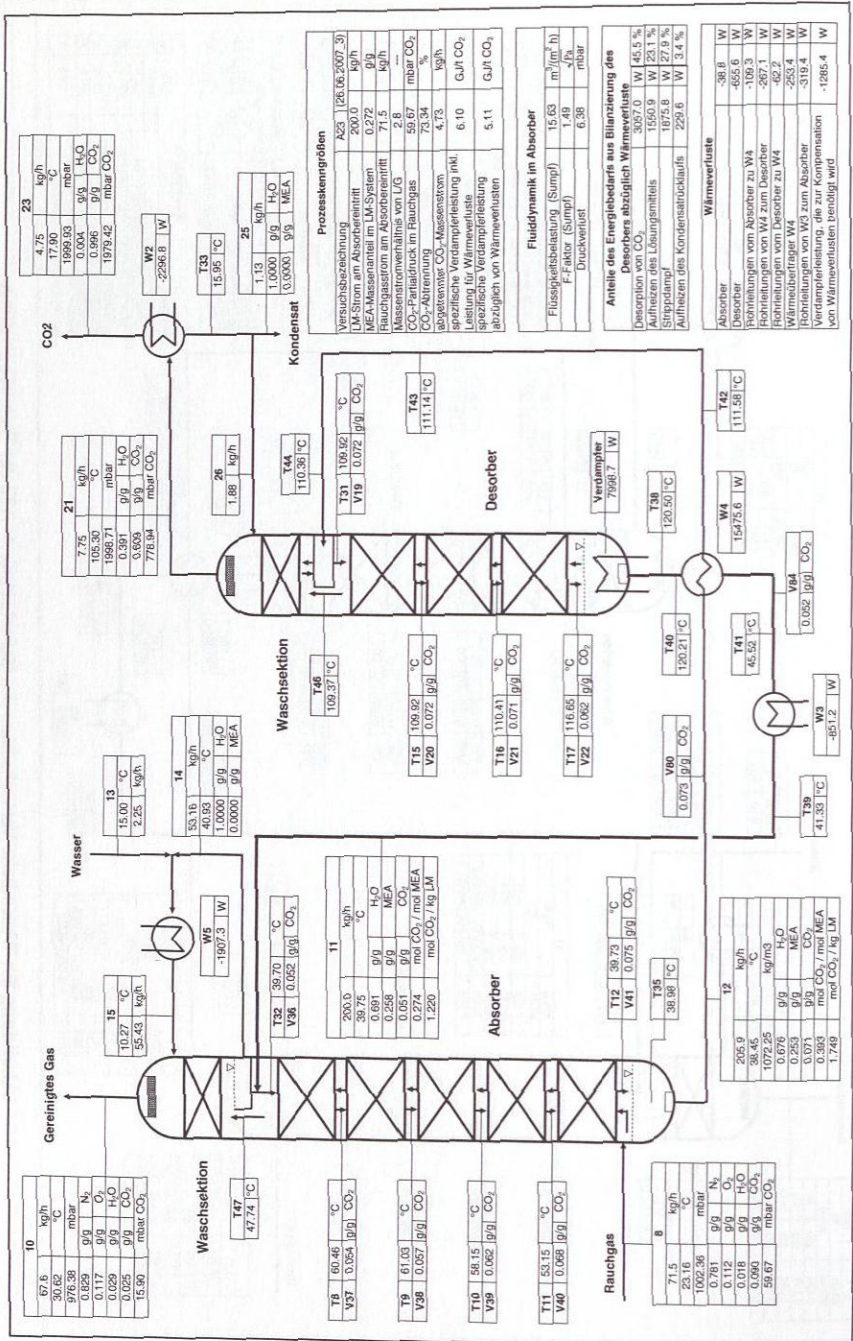 10
67.6 kg/h
30.62 °C
976.38 mbar
0.829 g/g N₂
0.117 g/g O₂
0.029 g/g H₂O
0.025 g/g CO₂
15.90 mbar CO₂
Gereinigtes Gas
Waschsektion
T47
47.74 °C
15
10.27 °C
55.43 kg/h
W5
-1907.3 W
Wasser
13
15.00 °C
2.25 kg/h
14
53.16 kg/h
40.93 °C
1.0000 g/g H₂O
0.0000 g/g MEA
T8 60.46 °C
V37 0.054 g/g CO₂
T9 61.03 °C
V38 0.057 g/g CO₂
T10 58.15 °C
V39 0.062 g/g CO₂
T11 53.15 °C
V40 0.068 g/g CO₂
Rauchgas
8
71.5 kg/h
23.16 °C
1002.36 mbar
0.781 g/g N₂
0.112 g/g O₂
0.018 g/g H₂O
0.090 g/g CO₂
59.67 mbar CO₂
T32 39.70 °C
V36 0.052 g/g CO₂
11
200.0 kg/h
39.75 °C
0.691 g/g H₂O
0.258 g/g MEA
0.051 g/g CO₂
0.274 mol CO₂ / mol MEA
1.220 mol CO₂ / kg LM
Absorber
T12 39.73 °C
V41 0.075 g/g CO₂
T35
38.98 °C
12
205.9 kg/h
38.45 °C
1072.25 kg/m3
0.676 g/g H₂O
0.253 g/g MEA
0.071 g/g CO₂
0.393 mol CO₂ / mol MEA
1.749 mol CO₂ / kg LM
T39
41.33 °C
W3
-851.2 W
V80
0.073 g/g CO₂
T40
120.21 °C
T41
45.52 °C
V84
0.052 g/g CO₂
W4
15475.6 W
T38
120.50 °C
T42
111.58 °C
Waschsektion
T46
109.37 °C
T15 109.92 °C
V20 0.072 g/g CO₂
T16 110.41 °C
V21 0.071 g/g CO₂
T17 116.65 °C
V22 0.062 g/g CO₂
21
7.75 kg/h
105.30 °C
1998.71 mbar
0.391 g/g H₂O
0.609 g/g CO₂
778.94 mbar CO₂
26
1.88 kg/h
T44
110.36 °C
T31 109.92 °C
V19 0.072 g/g CO₂
Desorber
T43
111.14 °C
Verdampfer
7998.7 W
CO2
W2
-2296.8 W
T33
15.95 °C
23
4.75 kg/h
17.90 °C
1999.93 mbar
0.004 g/g H₂O
0.996 g/g CO₂
1979.42 mbar CO₂
25
1.13 kg/h
1.0000 g/g H₂O
0.0000 g/g MEA
Kondensat
Prozesskenngrößen
Versuchsbezeichnung A23 (26.06.2007_3)
LM-Strom am Absorbereintritt 200.0 kg/h
MEA-Massenanteil im LM-System 0.272 g/g
Rauchgasstrom am Absorbereintritt 71.5 kg/h
Massenstromverhältnis von L/G 2.8 ---
CO₂-Partialdruck im Rauchgas 59.67 mbar CO₂
CO₂-Abtrennung 73.34 %
abgetrennter CO₂-Massenstrom 4.73 kg/h
spezifische Verdampferleistung inkl.
Leistung für Wärmeverluste 6.10 GJ/t CO₂
spezifische Verdampferleistung
abzüglich von Wärmeverlusten 5.11 GJ/t CO₂
Fluiddynamik im Absorber
Flüssigkeitsbelastung (Sumpf) 15.63 m³/(m² h)
F-Faktor (Sumpf) 1.49 √Pa
Druckverlust 6.38 mbar
Anteile des Energiebedarfs aus Bilanzierung des
Desorbers abzüglich Wärmeverluste
Desorption von CO₂ 3057.0 W 45.5 %
Aufheizen des Lösungsmittels 1550.9 W 23.1 %
Strippdampf 1875.8 W 27.9 %
Aufheizen des Kondensatrücklaufs 229.6 W 3.4 %
Wärmeverluste
Absorber -38.8 W
Desorber -655.6 W
Rohrleitungen vom Absorber zu W4 -109.3 W
Rohrleitungen von W4 zum Desorber -267.1 W
Rohrleitungen vom Desorber zu W4 -62.2 W
Wärmeübertrager W4 -253.4 W
Rohrleitungen von W3 zum Absorber -319.4 W
Verdampferleistung, die zur Kompensation
von Wärmeverlusten benötigt wird -1285.4 W